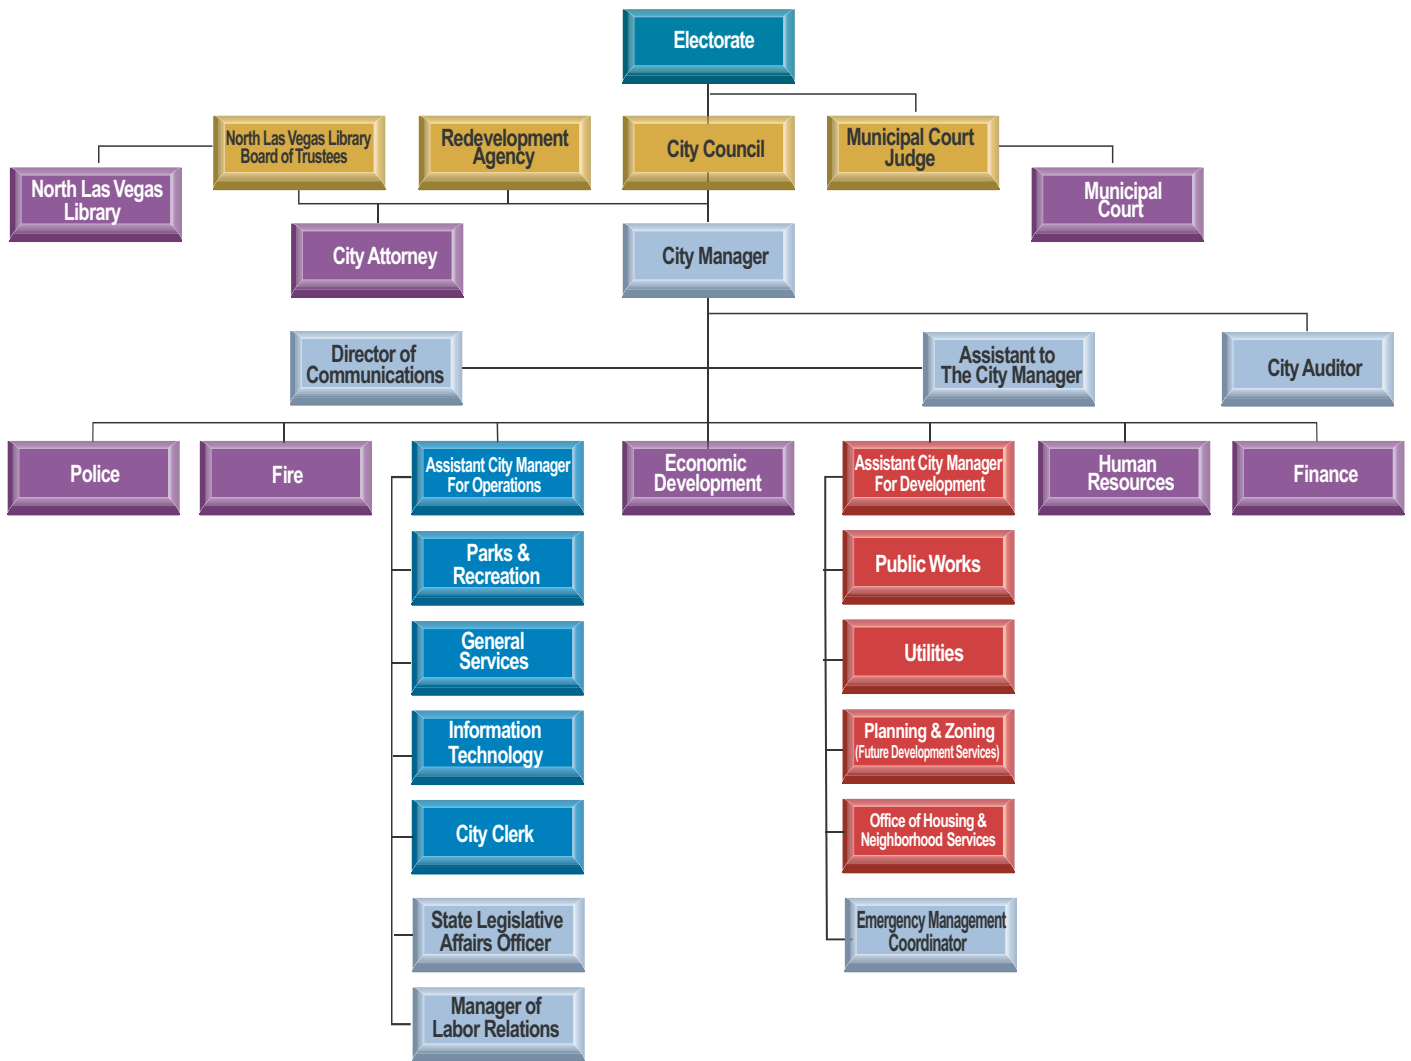 Electorate
North Las Vegas Library
Board of Trustees
Redevelopment
Agency
City Council
Municipal Court
Judge
North Las Vegas
Library
Municipal
Court
City Attorney
City Manager
Director of
Communications
Assistant to
The City Manager
City Auditor
Police
Fire
Assistant City Manager
For Operations
Economic
Development
Assistant City Manager
For Development
Human
Resources
Finance
Parks &
Recreation
General
Services
Information
Technology
City Clerk
State Legislative
Affairs Officer
Manager of
Labor Relations
Public Works
Utilities
Planning & Zoning
(Future Development Services)
Office of Housing &
Neighborhood Services
Emergency Management
Coordinator